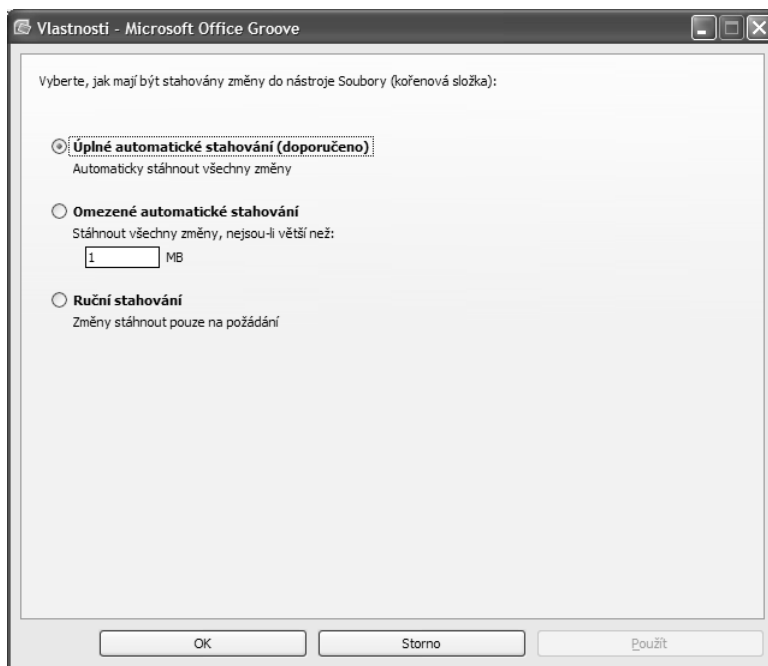 Vlastnosti - Microsoft Office Groove
Vyberte, jak mají být stahovány změny do nástroje Soubory (kořenová složka):
Úplné automatické stahování (doporučeno)
Automaticky stáhnout všechny změny
Omezené automatické stahování
Stáhnout všechny změny, nejsou-li větší než:
1 MB
Ruční stahování
Změny stáhnout pouze na požádání
OK Storno Použít